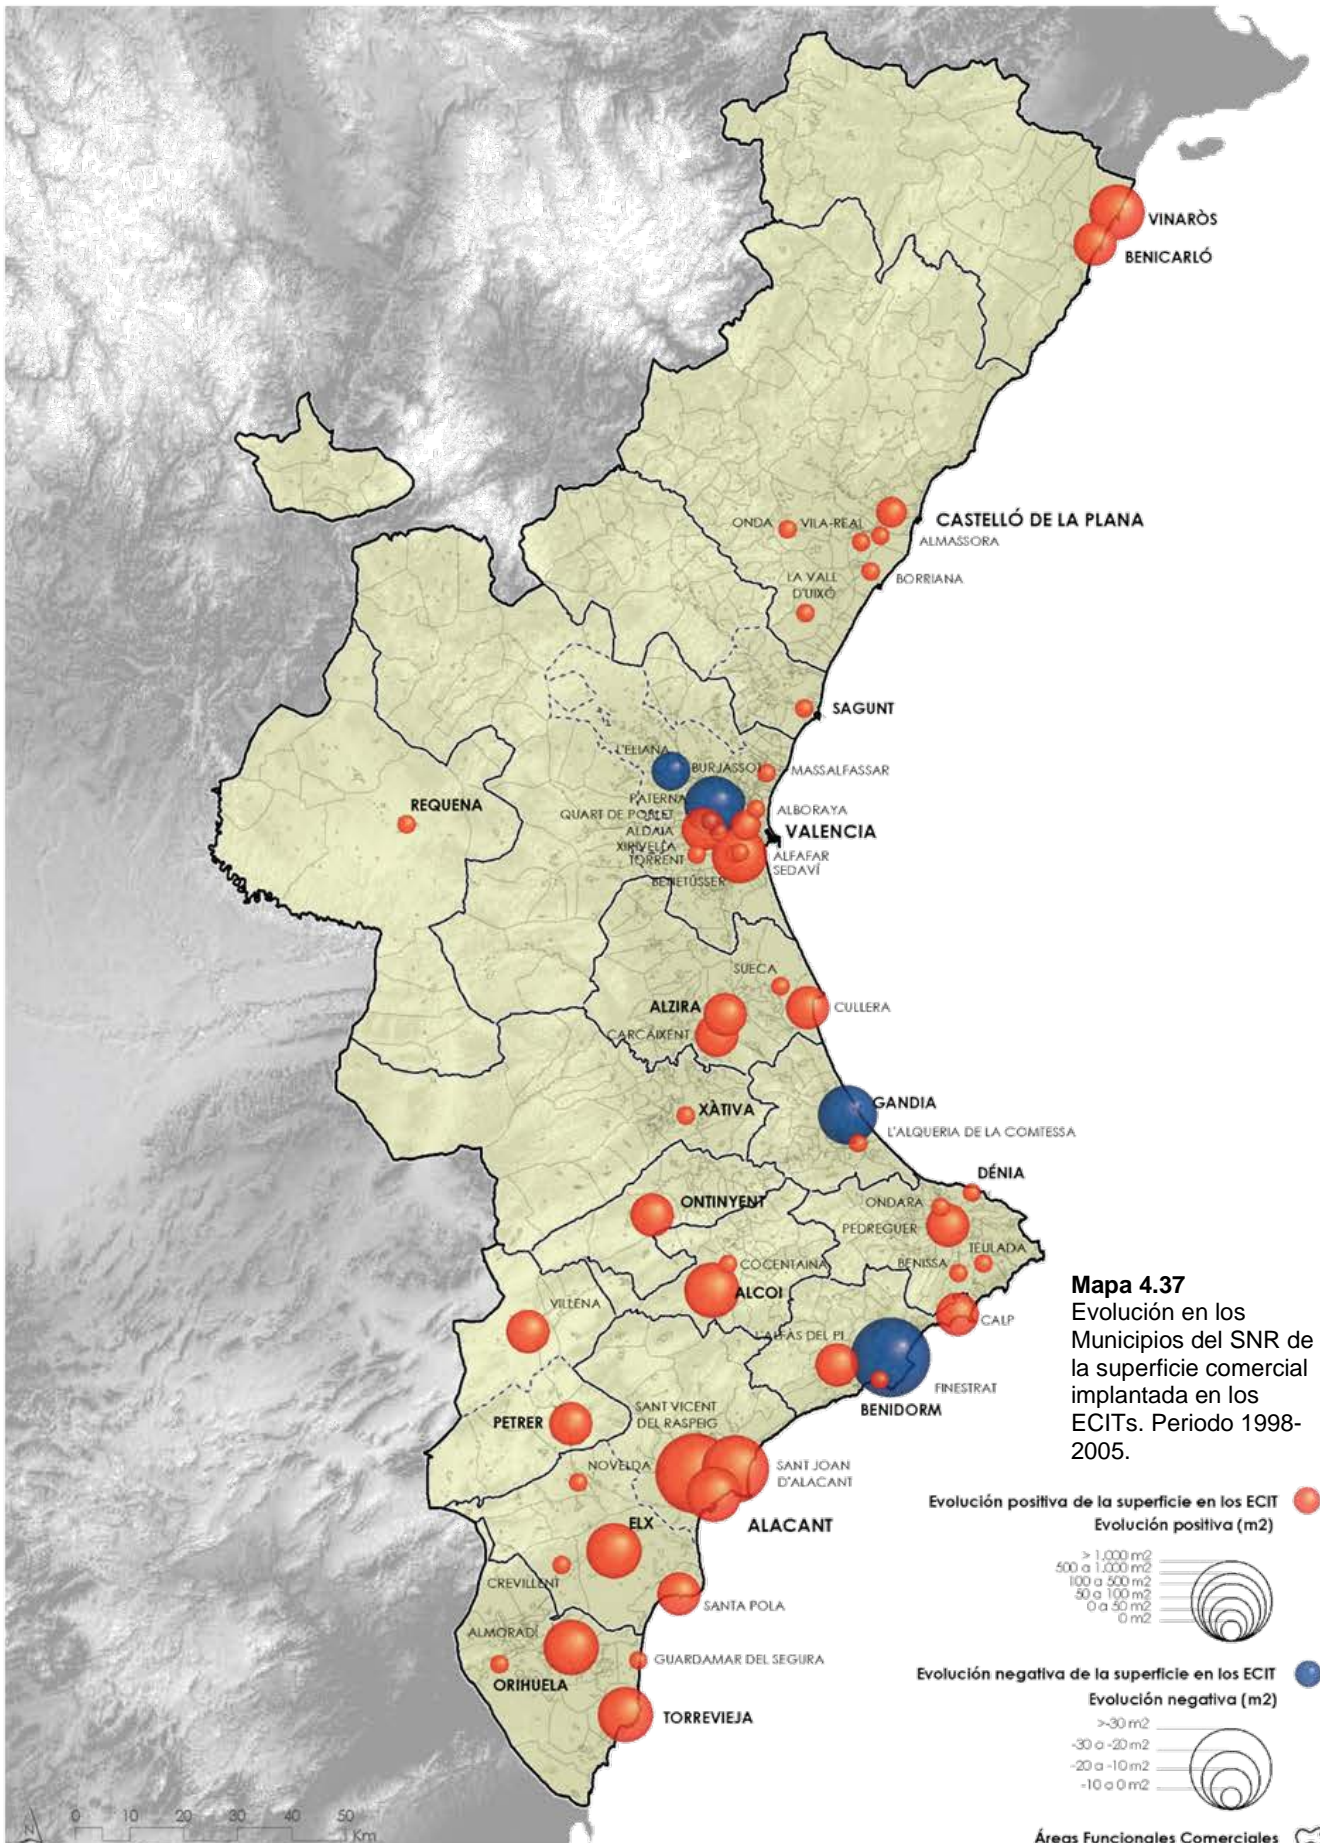 VINARÒS
BENICARLÓ
ONDA
VILA-REAL
CASTELLÓ DE LA PLANA
ALMASSORA
LA VALL
D'UIXÓ
BORRIANA
SAGUNT
L'ELIANA
BURJASSOT
MASSALFASSAR
PATERNA
REQUENA
QUART DE POBLET
ALBORAYA
ALDAIA
VALENCIA
XIRIVELLA
TORRENT
ALFAFAR
SEDAVÍ
BENETÚSSER
SUECA
ALZIRA
CULLERA
CARCAIXENT
XÀTIVA
GANDIA
L'ALQUERIA DE LA COMTESSA
DÉNIA
ONTINYENT
ONDARA
PEDREGUER
TEULADA
COCENTAINA
BENISSA
ALCOI
VILLENA
CALP
L'ALFÀS DEL PI
FINESTRAT
BENIDORM
PETRER
SANT VICENT
DEL RASPEIG
NOVELDA
SANT JOAN
D'ALACANT
ELX
ALACANT
CREVILLENT
SANTA POLA
ALMORADÍ
GUARDAMAR DEL SEGURA
ORIHUELA
TORREVIEJA
Mapa 4.37
Evolución en los
Municipios del SNR de
la superficie comercial
implantada en los
ECITs. Periodo 1998-
2005.
Evolución positiva de la superficie en los ECIT
Evolución positiva (m2)
> 1.000 m2
500 a 1.000 m2
100 a 500 m2
50 a 100 m2
0 a 50 m2
0 m2
Evolución negativa de la superficie en los ECIT
Evolución negativa (m2)
>-30 m2
-30 a -20 m2
-20 a -10 m2
-10 a 0 m2
Áreas Funcionales Comerciales
N
0 10 20 30 40 50
Km